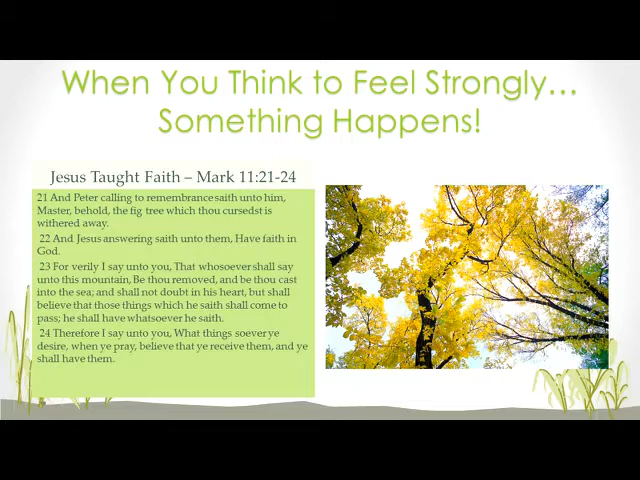 When You Think to Feel Strongly...
Something Happens!
Jesus Taught Faith – Mark 11:21-24
21 And Peter calling to remembrance saith unto him,
Master, behold, the fig tree which thou cursedst is
withered away.
22 And Jesus answering saith unto them, Have faith in
God.
23 For verily I say unto you, That whosoever shall say
unto this mountain, Be thou removed, and be thou cast
into the sea; and shall not doubt in his heart, but shall
believe that those things which he saith shall come to
pass; he shall have whatsoever he saith.
24 Therefore I say unto you, What things soever ye
desire, when ye pray, believe that ye receive them, and ye
shall have them.